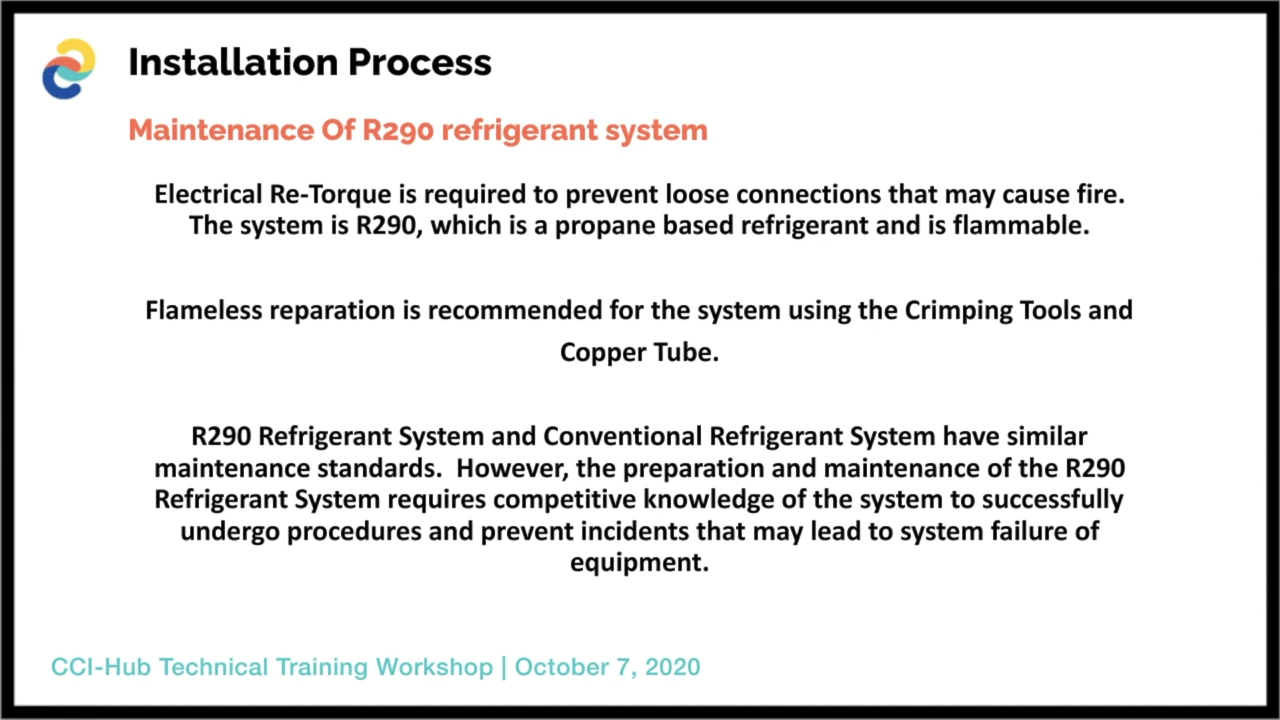 Installation Process
Maintenance Of R290 refrigerant system
Electrical Re-Torque is required to prevent loose connections that may cause fire.
The system is R290, which is a propane based refrigerant and is flammable.
Flameless reparation is recommended for the system using the Crimping Tools and
Copper Tube.
R290 Refrigerant System and Conventional Refrigerant System have similar
maintenance standards.  However, the preparation and maintenance of the R290
Refrigerant System requires competitive knowledge of the system to successfully
undergo procedures and prevent incidents that may lead to system failure of
equipment.
CCI-Hub Technical Training Workshop | October 7, 2020